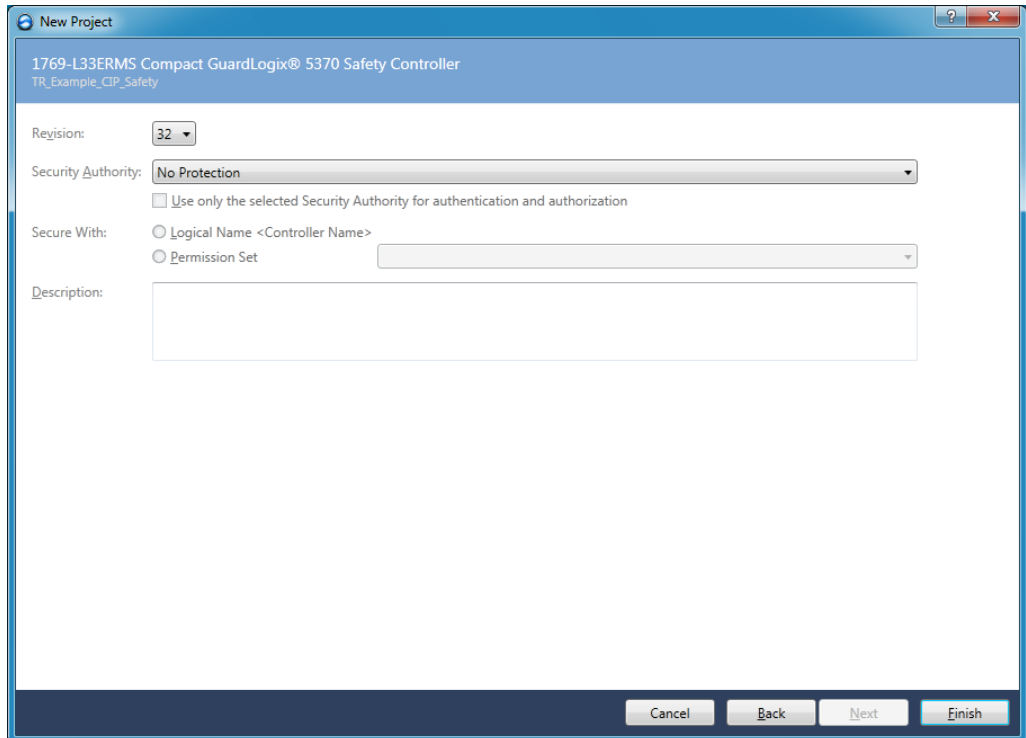 New Project
?
x
1769-L33ERMS Compact GuardLogix® 5370 Safety Controller
TR_Example_CIP_Safety
Revision: 32
Security Authority: No Protection
Use only the selected Security Authority for authentication and authorization
Secure With: Logical Name <Controller Name>
Permission Set
Description:
Cancel Back Next Finish